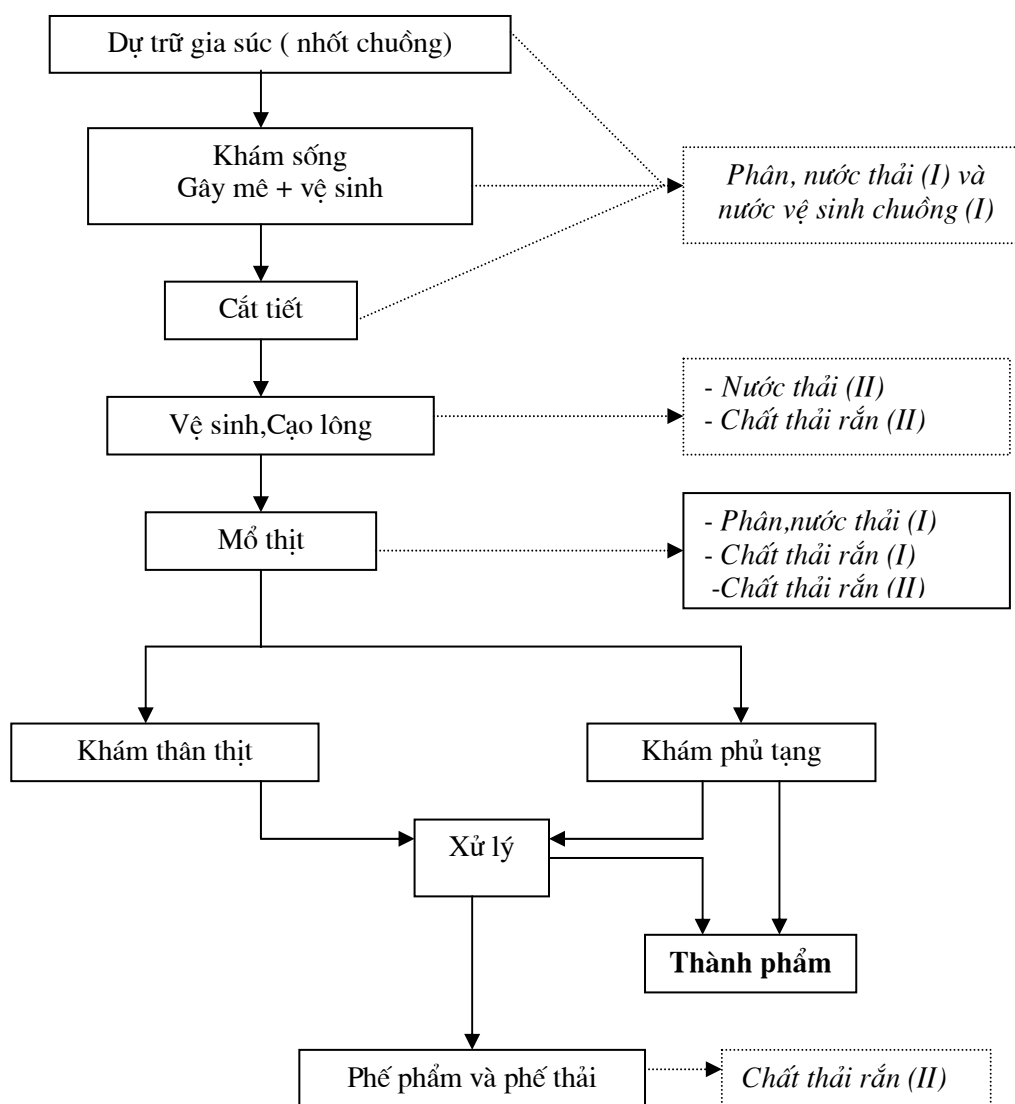 Dự trữ gia súc ( nhốt chuồng)
Khám sống
Gây mê + vệ sinh
Phân, nước thải (I) và
nước vệ sinh chuồng (I)
Cắt tiết
Vệ sinh,Cạo lông
- Nước thải (II)
- Chất thải rắn (II)
Mổ thịt
- Phân,nước thải (I)
- Chất thải rắn (I)
-Chất thải rắn (II)
Khám thân thịt
Khám phủ tạng
Xử lý
Thành phẩm
Phế phẩm và phế thải
Chất thải rắn (II)